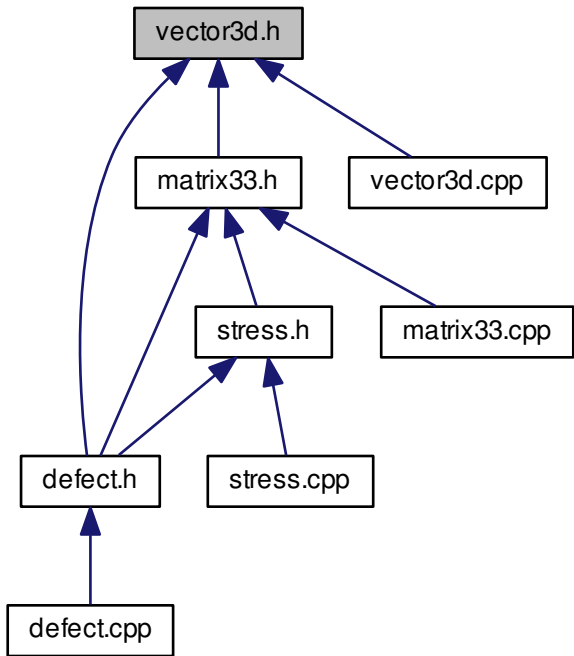 vector3d.h
matrix33.h
vector3d.cpp
stress.h
matrix33.cpp
defect.h
stress.cpp
defect.cpp